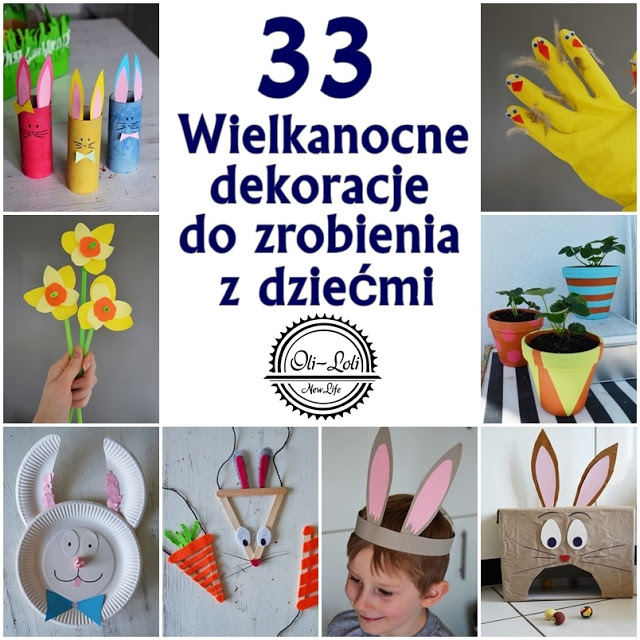 33
Wielkanocne
dekoracje
do zrobienia
z dziećmi
Oli-Loli
New Life